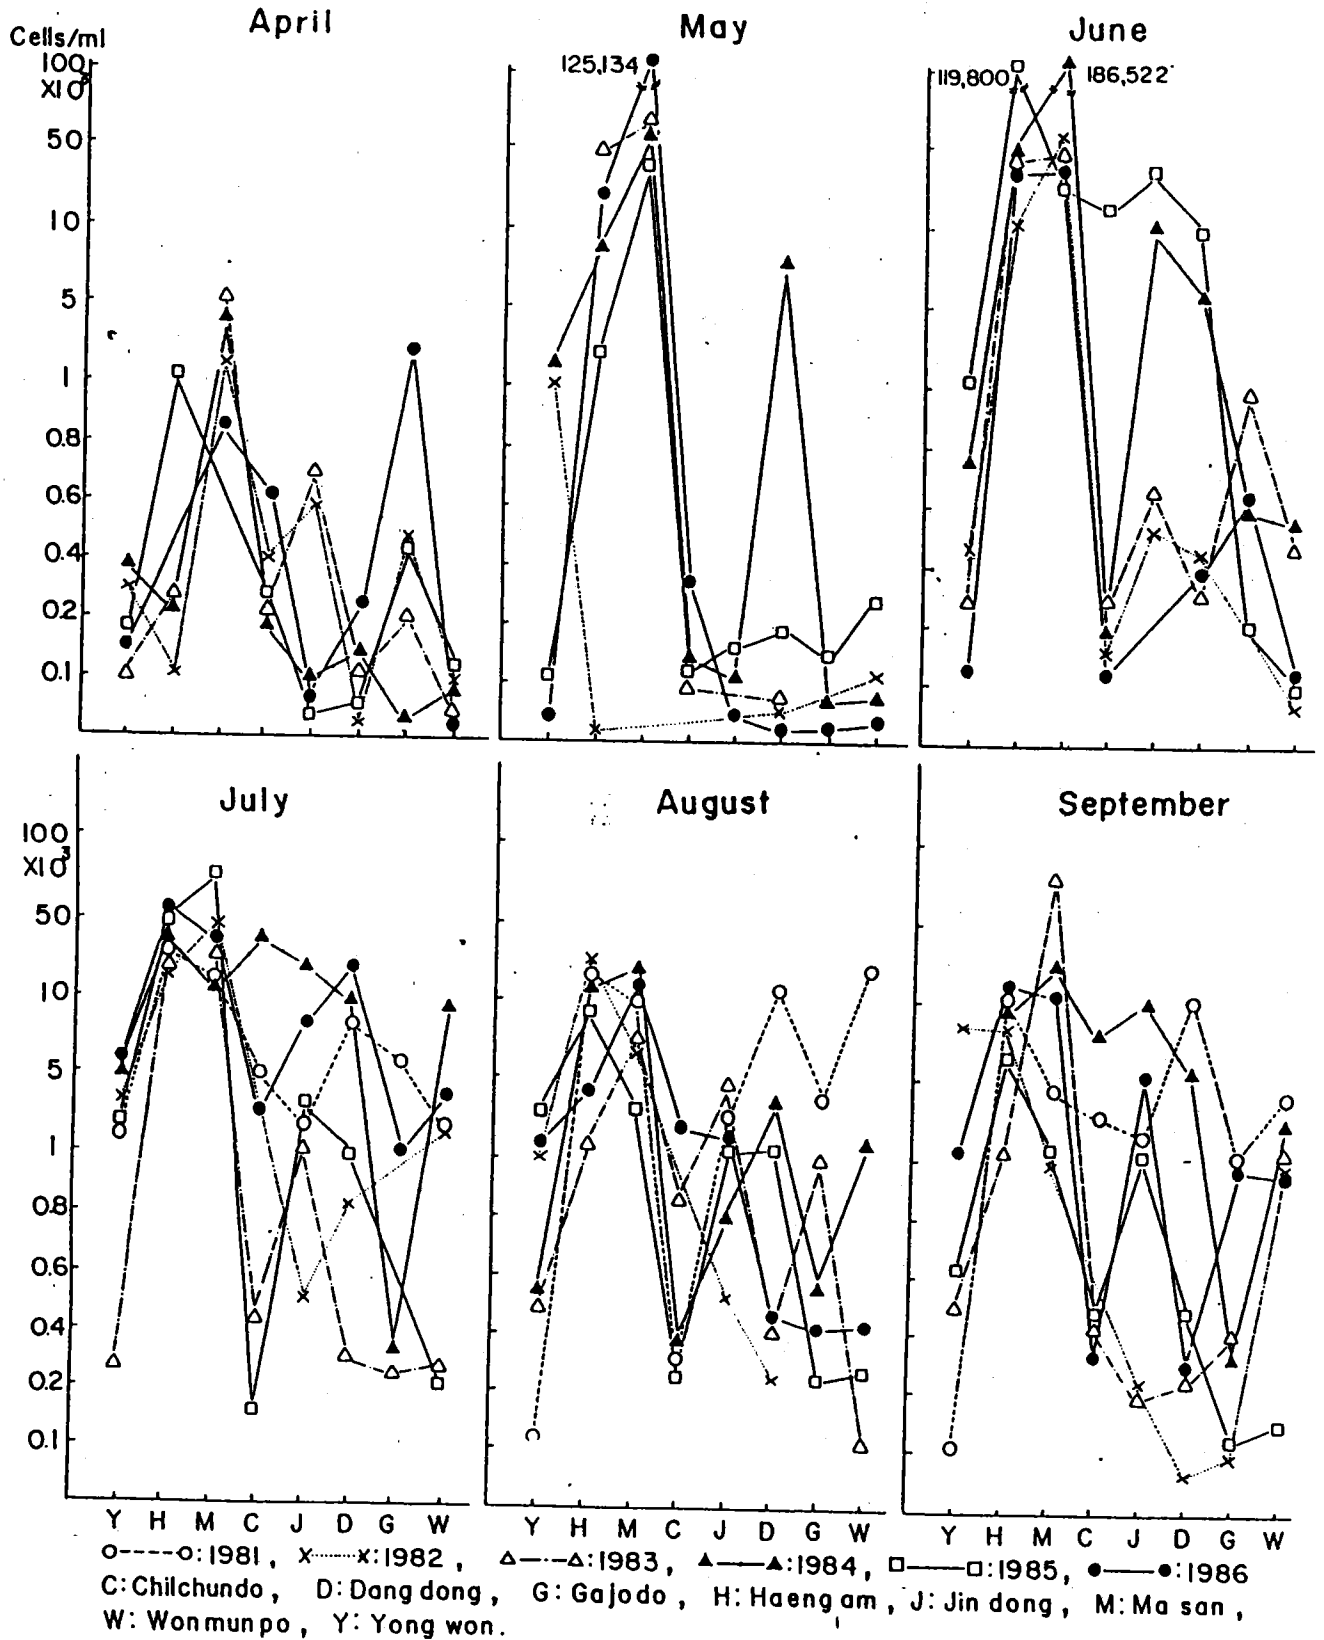 April May June
Cells/ml
100
X10³
50
10
5
1
0.8
0.6
0.4
0.2
0.1
125,134
119,800 186,522
July August September
100
X10³
50
10
5
1
0.8
0.6
0.4
0.2
0.1
Y H M C J D G W Y H M C J D G W Y H M C J D G W
O----O:1981, x········x:1982, △—·—△:1983, ▲——▲:1984, □——□:1985, ●——●:1986
C: Chilchundo, D: Dang dong, G: Gajodo, H: Haeng am, J: Jin dong, M: Ma san,
W: Wonmunpo, Y: Yong won.